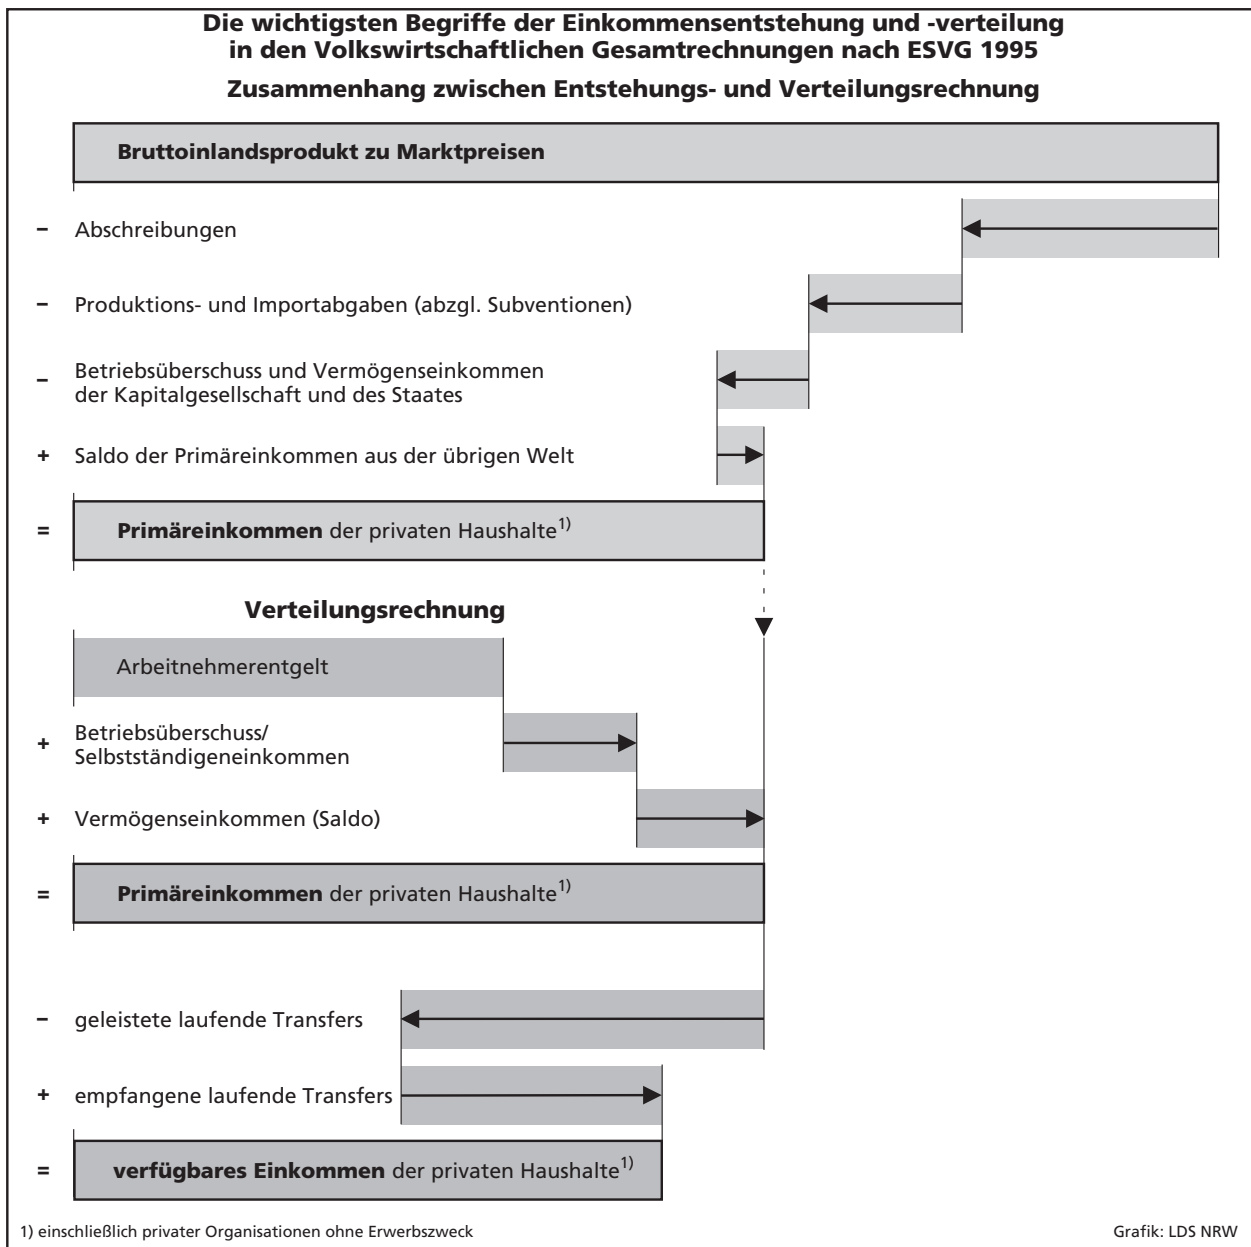 Die wichtigsten Begriffe der Einkommensentstehung und -verteilung
in den Volkswirtschaftlichen Gesamtrechnungen nach ESVG 1995
Zusammenhang zwischen Entstehungs- und Verteilungsrechnung
Bruttoinlandsprodukt zu Marktpreisen
– Abschreibungen
– Produktions- und Importabgaben (abzgl. Subventionen)
– Betriebsüberschuss und Vermögenseinkommen
der Kapitalgesellschaft und des Staates
+ Saldo der Primäreinkommen aus der übrigen Welt
= Primäreinkommen der privaten Haushalte1)
Verteilungsrechnung
Arbeitnehmerentgelt
+ Betriebsüberschuss/
Selbstständigeneinkommen
+ Vermögenseinkommen (Saldo)
= Primäreinkommen der privaten Haushalte1)
– geleistete laufende Transfers
+ empfangene laufende Transfers
= verfügbares Einkommen der privaten Haushalte1)
1) einschließlich privater Organisationen ohne Erwerbszweck Grafik: LDS NRW